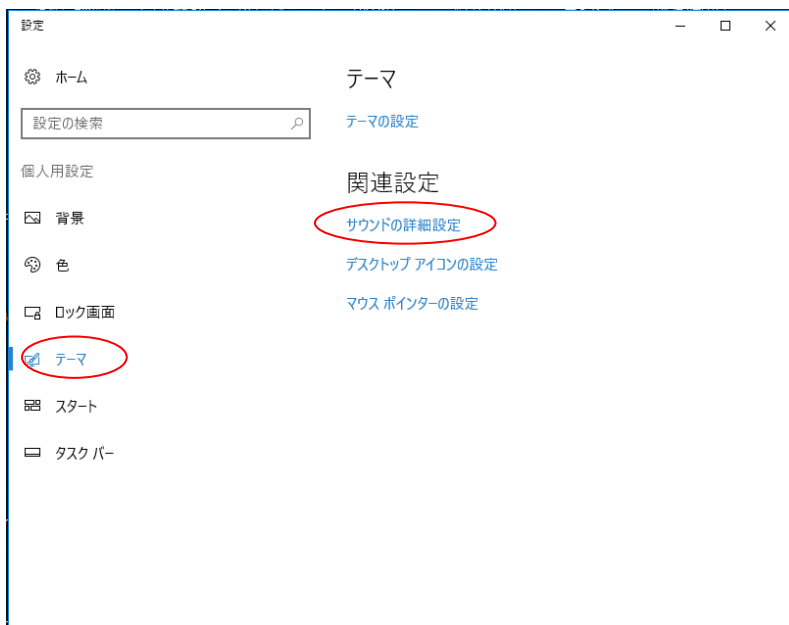 設定
ホーム
設定の検索
個人用設定
背景
色
ロック画面
テーマ
スタート
タスク バー
テーマ
テーマの設定
関連設定
サウンドの詳細設定
デスクトップ アイコンの設定
マウス ポインターの設定